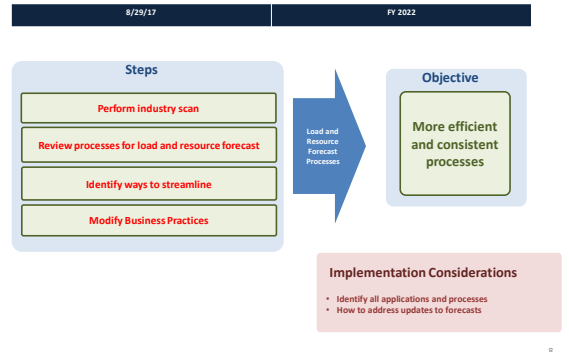 8/29/17
FY 2022
Steps
Perform industry scan
Review processes for load and resource forecast
Identify ways to streamline
Modify Business Practices
Load and
Resource
Forecast
Processes
Objective
More efficient
and consistent
processes
Implementation Considerations
• Identify all applications and processes
• How to address updates to forecasts